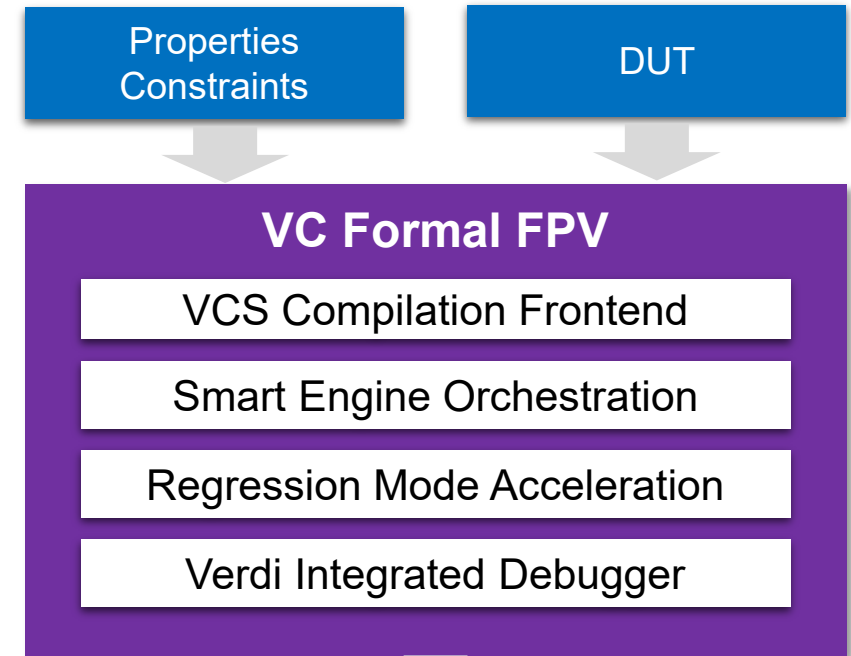 Properties
Constraints
DUT
VC Formal FPV
VCS Compilation Frontend
Smart Engine Orchestration
Regression Mode Acceleration
Verdi Integrated Debugger